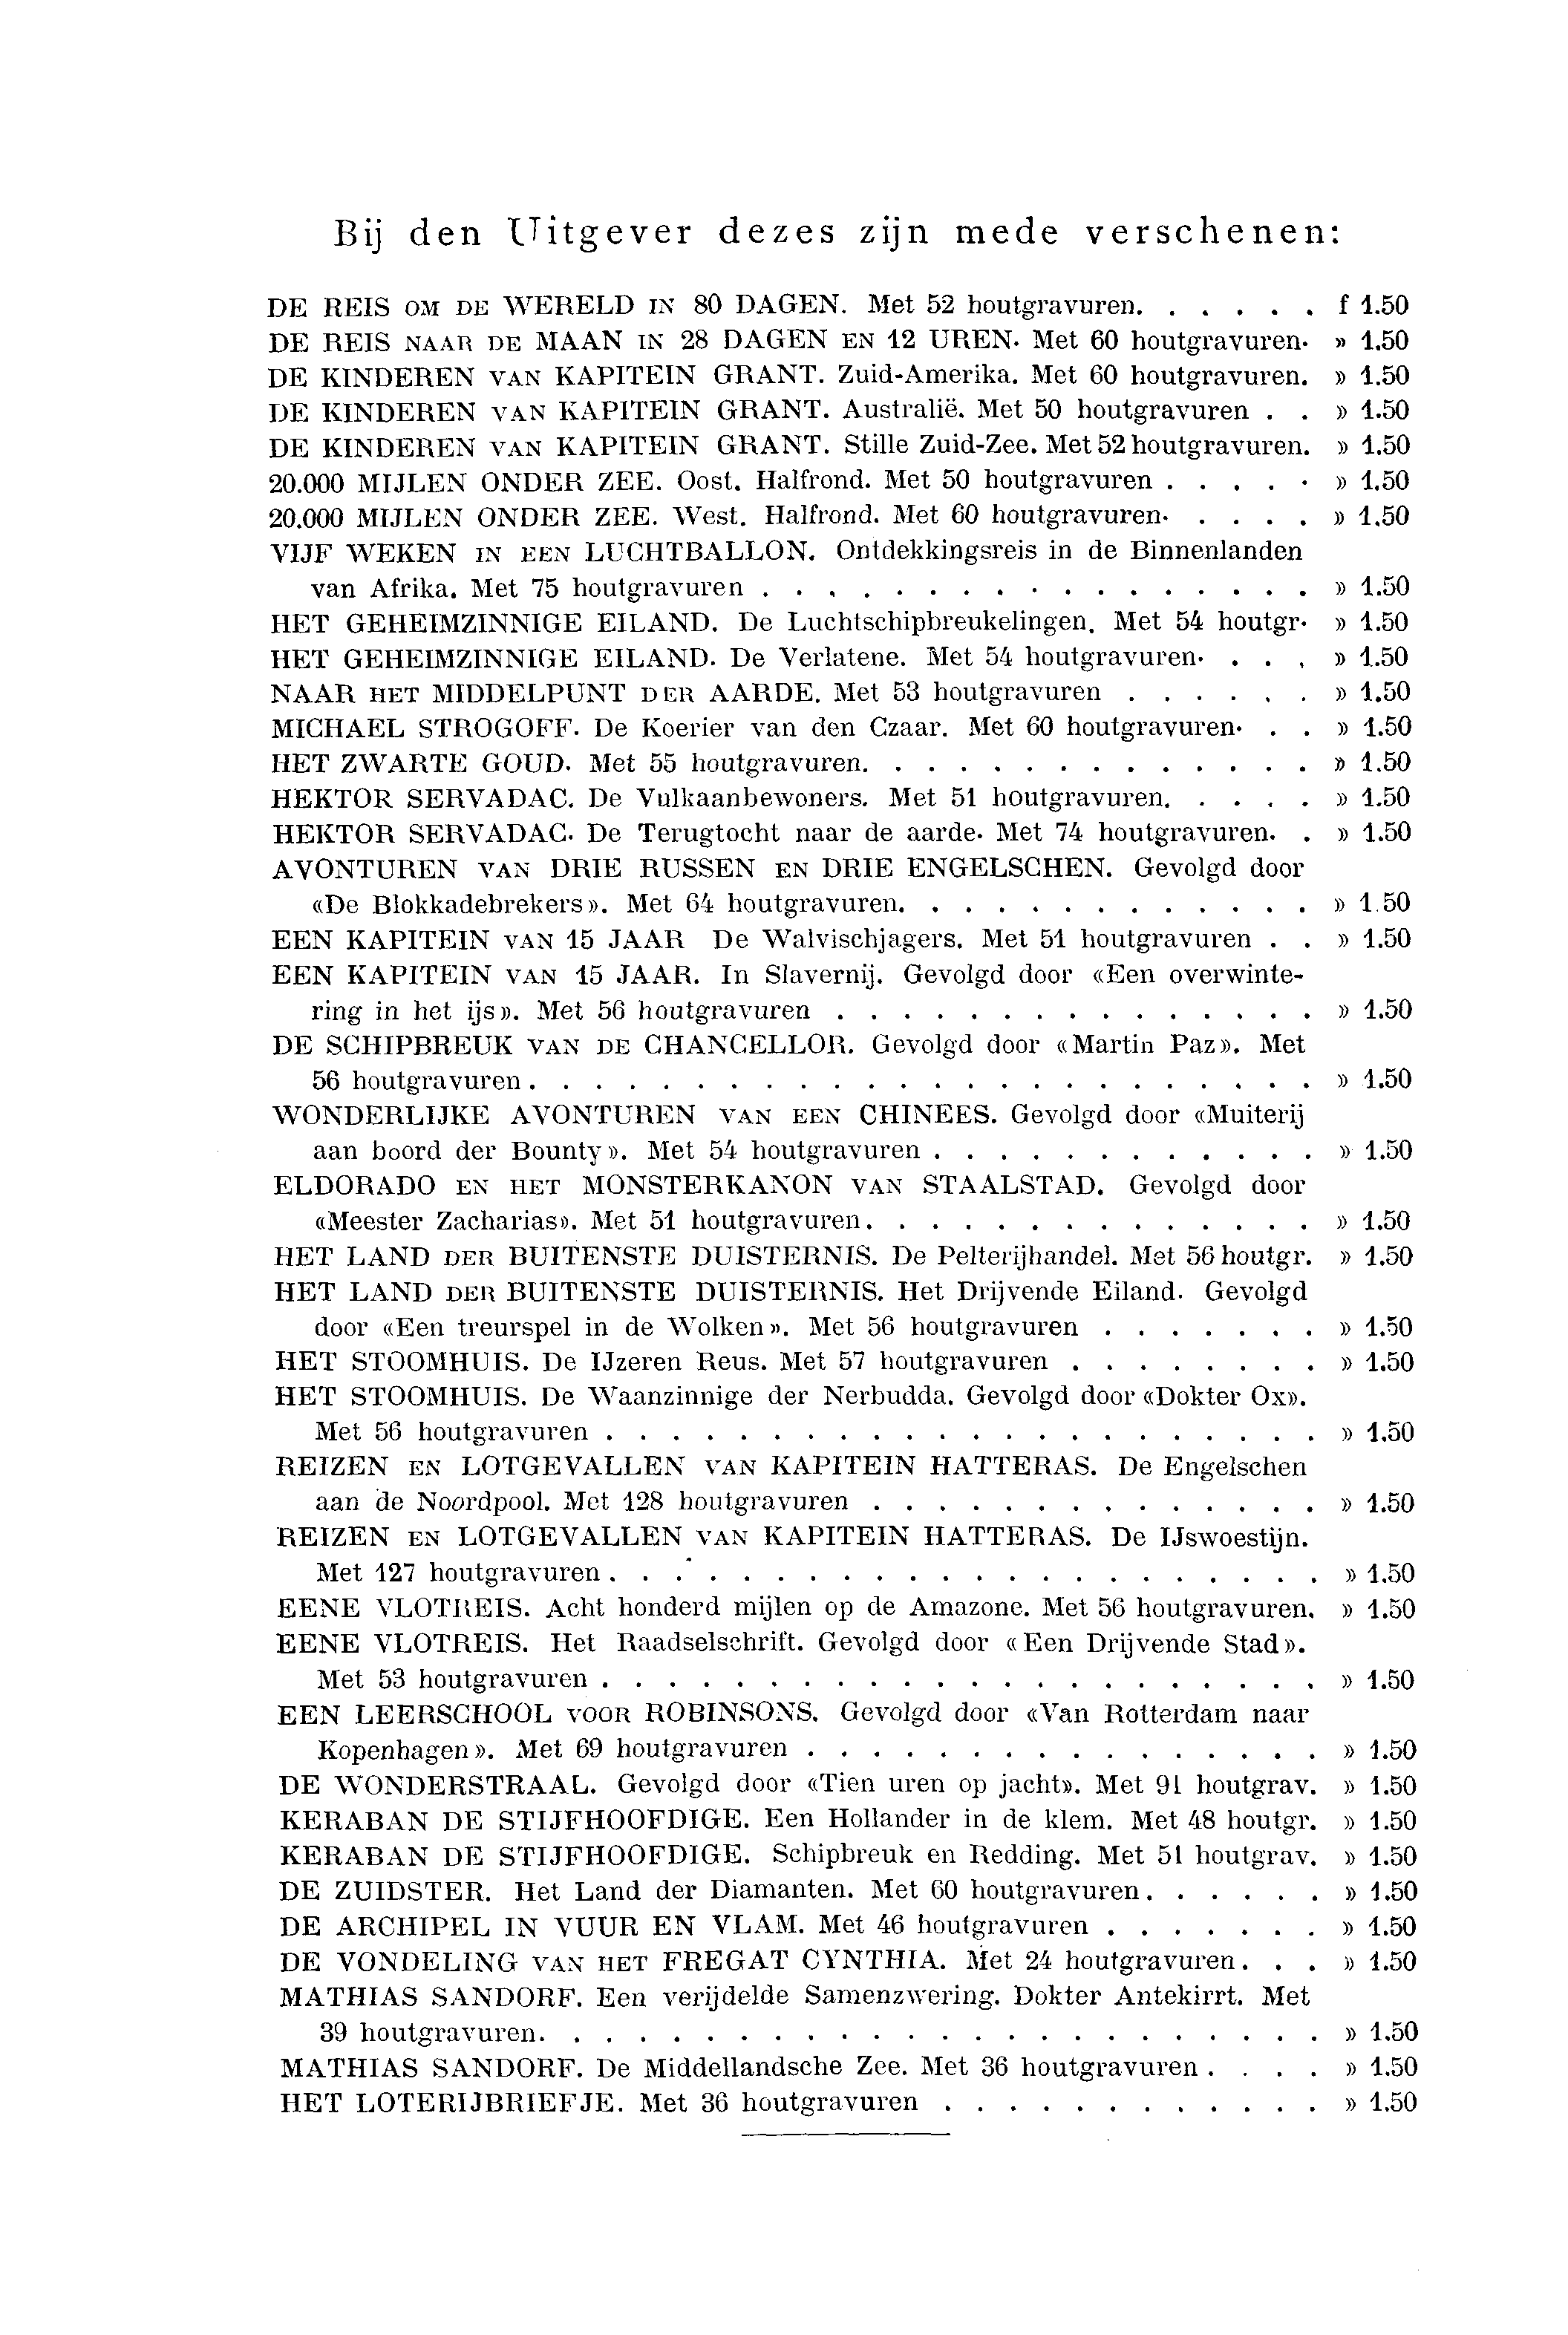 Bij den Uitgever dezes zijn mede verschenen:
DE REIS OM DE WERELD IN 80 DAGEN. Met 52 houtgravuren. . . . . . f 1.50
DE REIS NAAR DE MAAN IN 28 DAGEN EN 12 UREN. Met 60 houtgravuren. » 1.50
DE KINDEREN VAN KAPITEIN GRANT. Zuid-Amerika. Met 60 houtgravuren. » 1.50
DE KINDEREN VAN KAPITEIN GRANT. Australië. Met 50 houtgravuren . . » 1.50
DE KINDEREN VAN KAPITEIN GRANT. Stille Zuid-Zee. Met 52 houtgravuren. » 1.50
20.000 MIJLEN ONDER ZEE. Oost. Halfrond. Met 50 houtgravuren . . . . . » 1.50
20.000 MIJLEN ONDER ZEE. West. Halfrond. Met 60 houtgravuren. . . . . » 1.50
VIJF WEKEN IN EEN LUCHTBALLON. Ontdekkingsreis in de Binnenlanden
van Afrika. Met 75 houtgravuren . . . . . . . . . . . . . . . . . » 1.50
HET GEHEIMZINNIGE EILAND. De Luchtschipbreukelingen. Met 54 houtgr. » 1.50
HET GEHEIMZINNIGE EILAND. De Verlatene. Met 54 houtgravuren. . . . » 1.50
NAAR HET MIDDELPUNT DER AARDE. Met 53 houtgravuren . . . . . . » 1.50
MICHAEL STROGOFF. De Koerier van den Czaar. Met 60 houtgravuren. . . » 1.50
HET ZWARTE GOUD. Met 55 houtgravuren. . . . . . . . . . . . . . » 1.50
HEKTOR SERVADAC. De Vulkaanbewoners. Met 51 houtgravuren. . . . . » 1.50
HEKTOR SERVADAC. De Terugtocht naar de aarde. Met 74 houtgravuren. . » 1.50
AVONTUREN VAN DRIE RUSSEN EN DRIE ENGELSCHEN. Gevolgd door
«De Blokkadebrekers». Met 64 houtgravuren. . . . . . . . . . . . . » 1.50
EEN KAPITEIN VAN 15 JAAR De Walvischjagers. Met 51 houtgravuren . . » 1.50
EEN KAPITEIN VAN 15 JAAR. In Slavernij. Gevolgd door «Een overwinte-
ring in het ijs». Met 56 houtgravuren . . . . . . . . . . . . . . . » 1.50
DE SCHIPBREUK VAN DE CHANCELLOR. Gevolgd door «Martin Paz». Met
56 houtgravuren . . . . . . . . . . . . . . . . . . . . . . . . » 1.50
WONDERLIJKE AVONTUREN VAN EEN CHINEES. Gevolgd door «Muiterij
aan boord der Bounty». Met 54 houtgravuren . . . . . . . . . . . . » 1.50
ELDORADO EN HET MONSTERKANON VAN STAALSTAD. Gevolgd door
«Meester Zacharias». Met 51 houtgravuren. . . . . . . . . . . . . . » 1.50
HET LAND DER BUITENSTE DUISTERNIS. De Pelterijhandel. Met 56 houtgr. » 1.50
HET LAND DER BUITENSTE DUISTERNIS. Het Drijvende Eiland. Gevolgd
door «Een treurspel in de Wolken». Met 56 houtgravuren . . . . . . . » 1.50
HET STOOMHUIS. De IJzeren Reus. Met 57 houtgravuren . . . . . . . . » 1.50
HET STOOMHUIS. De Waanzinnige der Nerbudda. Gevolgd door «Dokter Ox».
Met 56 houtgravuren . . . . . . . . . . . . . . . . . . . . . . » 1.50
REIZEN EN LOTGEVALLEN VAN KAPITEIN HATTERAS. De Engelschen
aan de Noordpool. Met 128 houtgravuren . . . . . . . . . . . . . . » 1.50
REIZEN EN LOTGEVALLEN VAN KAPITEIN HATTERAS. De IJswoestijn.
Met 127 houtgravuren . . . . . . . . . . . . . . . . . . . . . . » 1.50
EENE VLOTREIS. Acht honderd mijlen op de Amazone. Met 56 houtgravuren. » 1.50
EENE VLOTREIS. Het Raadselschrift. Gevolgd door «Een Drijvende Stad».
Met 53 houtgravuren . . . . . . . . . . . . . . . . . . . . . . » 1.50
EEN LEERSCHOOL VOOR ROBINSONS. Gevolgd door «Van Rotterdam naar
Kopenhagen». Met 69 houtgravuren . . . . . . . . . . . . . . . . » 1.50
DE WONDERSTRAAL. Gevolgd door «Tien uren op jacht». Met 91 houtgrav. » 1.50
KERABAN DE STIJFHOOFDIGE. Een Hollander in de klem. Met 48 houtgr. » 1.50
KERABAN DE STIJFHOOFDIGE. Schipbreuk en Redding. Met 51 houtgrav. » 1.50
DE ZUIDSTER. Het Land der Diamanten. Met 60 houtgravuren. . . . . . » 1.50
DE ARCHIPEL IN VUUR EN VLAM. Met 46 houtgravuren . . . . . . . » 1.50
DE VONDELING VAN HET FREGAT CYNTHIA. Met 24 houtgravuren. . . » 1.50
MATHIAS SANDORF. Een verijdelde Samenzwering. Dokter Antekirrt. Met
39 houtgravuren. . . . . . . . . . . . . . . . . . . . . . . . » 1.50
MATHIAS SANDORF. De Middellandsche Zee. Met 36 houtgravuren . . . . » 1.50
HET LOTERIJBRIEFJE. Met 36 houtgravuren . . . . . . . . . . . . » 1.50